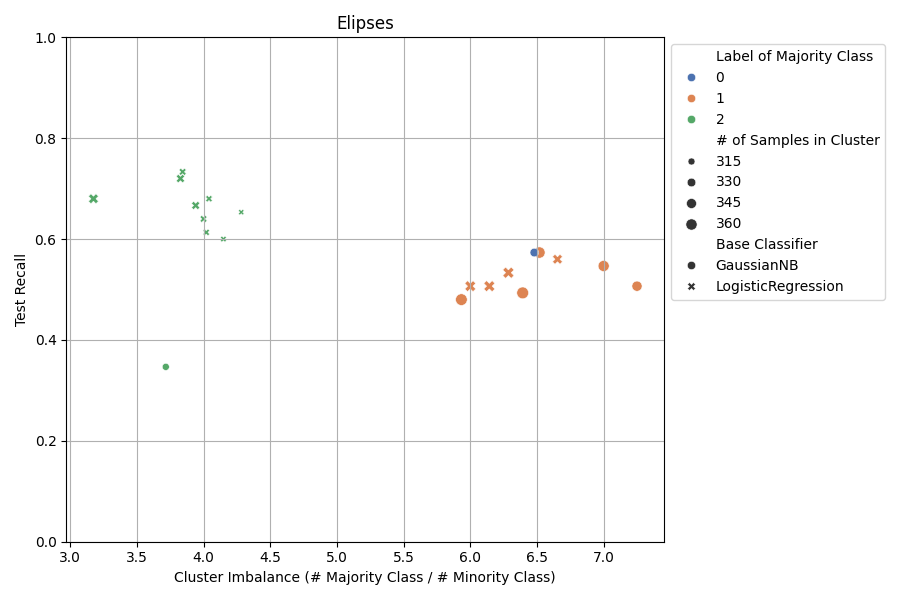 Elipses
Test Recall
1.0
0.8
0.6
0.4
0.2
0.0
3.0 3.5 4.0 4.5 5.0 5.5 6.0 6.5 7.0
Cluster Imbalance (# Majority Class / # Minority Class)
Label of Majority Class
0
1
2
# of Samples in Cluster
315
330
345
360
Base Classifier
GaussianNB
LogisticRegression